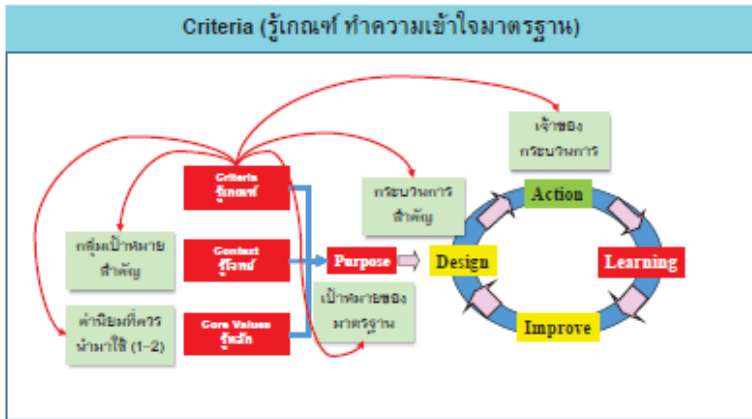 Criteria (รู้เกณฑ์ ทำความเข้าใจมาตรฐาน)
เจ้าของ
กระบวนการ
Criteria
รู้เกณฑ์
กระบวนการ
สำคัญ
Action
กลุ่มเป้าหมาย
สำคัญ
Context
รู้โจทย์
Purpose
Design
Learning
ค่านิยมที่ควร
นำมาใช้ (1-2)
Core Values
รู้หลัก
เป้าหมายของ
มาตรฐาน
Improve